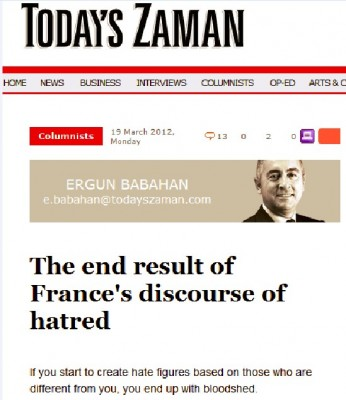 TODAY'S ZAMAN
HOME NEWS BUSINESS INTERVIEWS COLUMNISTS OP-ED ARTS & C
Columnists 19 March 2012, Monday 13 0 2 0
ERGUN BABAHAN
e.babahan@todayszaman.com
The end result of
France's discourse of
hatred
If you start to create hate figures based on those who are
different from you, you end up with bloodshed.